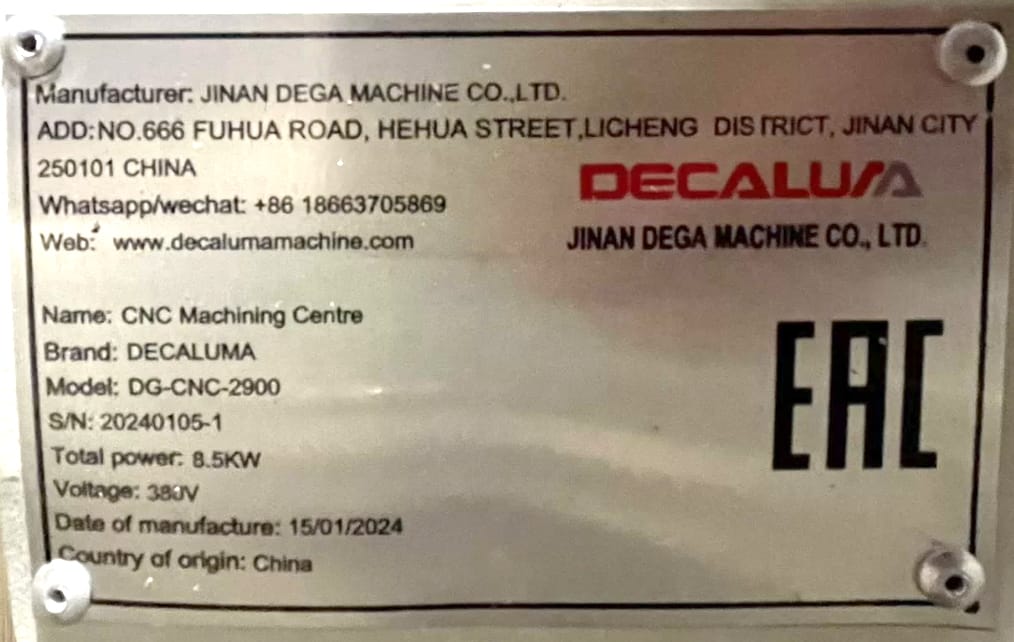 Manufacturer: JINAN DEGA MACHINE CO.,LTD.
ADD:NO.666 FUHUA ROAD, HEHUA STREET,LICHENG DISTRICT, JINAN CITY
250101 CHINA
Whatsapp/wechat: +86 18663705869
Web: www.decalumamachine.com
DECALUMA
JINAN DEGA MACHINE CO., LTD.
Name: CNC Machining Centre
Brand: DECALUMA
Model: DG-CNC-2900
S/N: 20240105-1
Total power: 8.5KW
Voltage: 380V
Date of manufacture: 15/01/2024
Country of origin: China
EAC